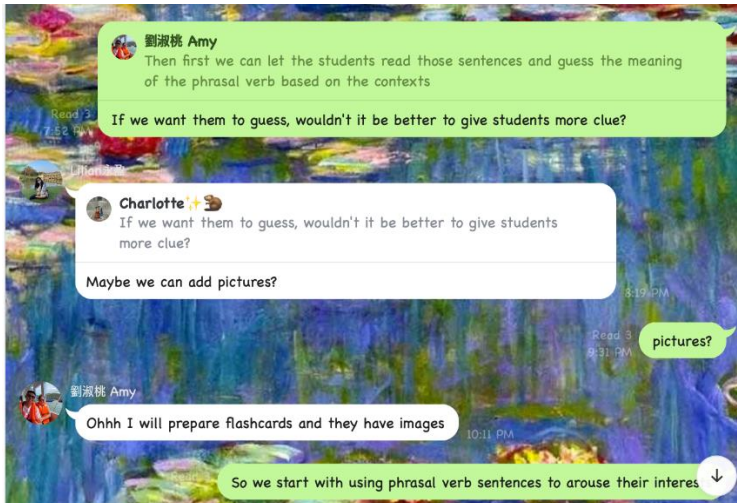 劉淑桃 Amy
Then first we can let the students read those sentences and guess the meaning
of the phrasal verb based on the contexts
Read 3
7:52 PM
If we want them to guess, wouldn't it be better to give students more clue?
Lilian
Charlotte✨🦫
If we want them to guess, wouldn't it be better to give students
more clue?
Maybe we can add pictures?
8:19 PM
Read 3
9:31 PM
pictures?
劉淑桃 Amy
Ohhh I will prepare flashcards and they have images
10:11 PM
So we start with using phrasal verb sentences to arouse their interes